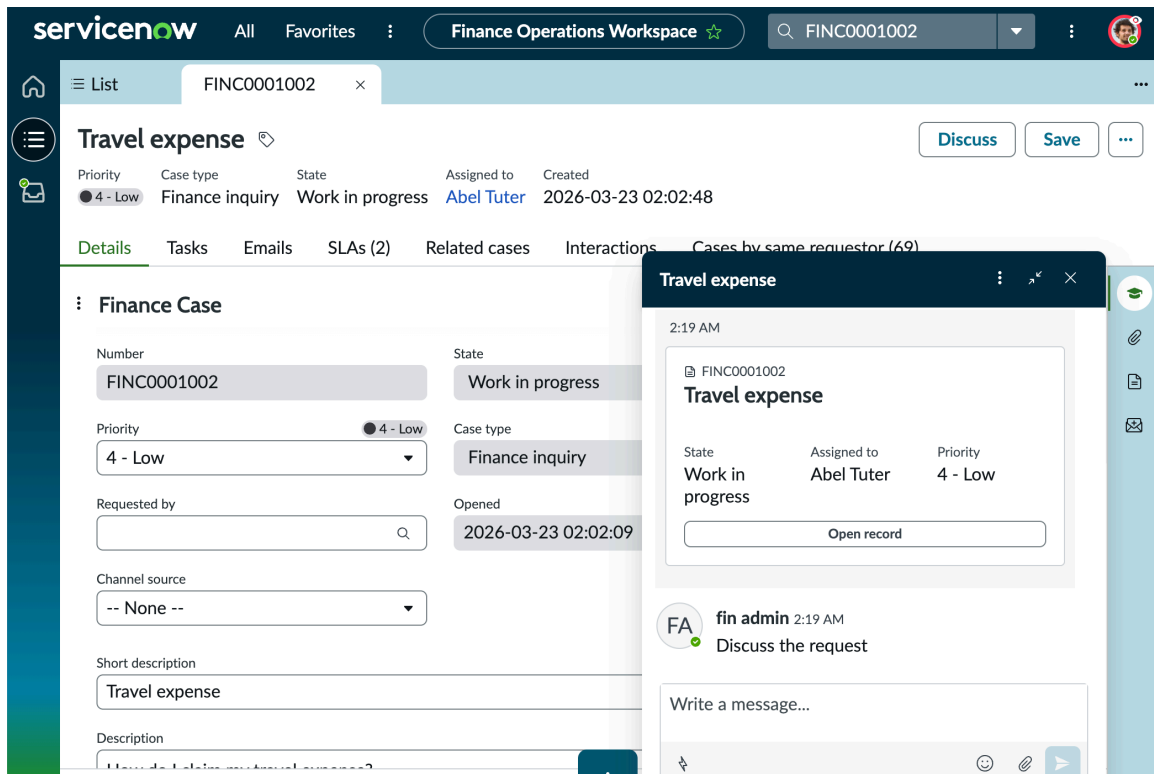 servicenow All Favorites Finance Operations Workspace FINC0001002
List FINC0001002
Travel expense Discuss Save
Priority Case type State Assigned to Created
4 - Low Finance inquiry Work in progress Abel Tuter 2026-03-23 02:02:48
Details Tasks Emails SLAs (2) Related cases Interactions Cases by same requestor (69)
Finance Case
Number State
FINC0001002 Work in progress
Priority 4 - Low Case type
4 - Low Finance inquiry
Requested by Opened
2026-03-23 02:02:09
Channel source
-- None --
Short description
Travel expense
Description
How do I claim my travel expense?
Travel expense
2:19 AM
FINC0001002
Travel expense
State Assigned to Priority
Work in progress Abel Tuter 4 - Low
Open record
FA fin admin 2:19 AM
Discuss the request
Write a message...